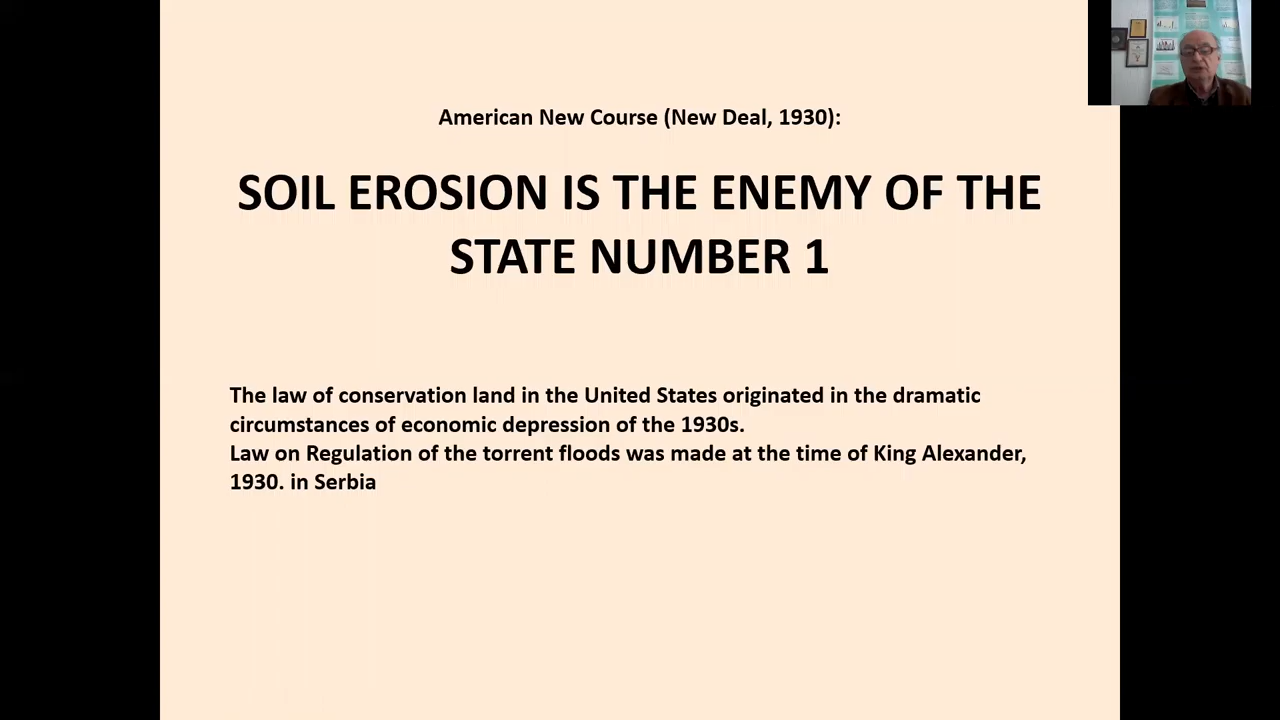 American New Course (New Deal, 1930):
SOIL EROSION IS THE ENEMY OF THE
STATE NUMBER 1
The law of conservation land in the United States originated in the dramatic
circumstances of economic depression of the 1930s.
Law on Regulation of the torrent floods was made at the time of King Alexander,
1930. in Serbia